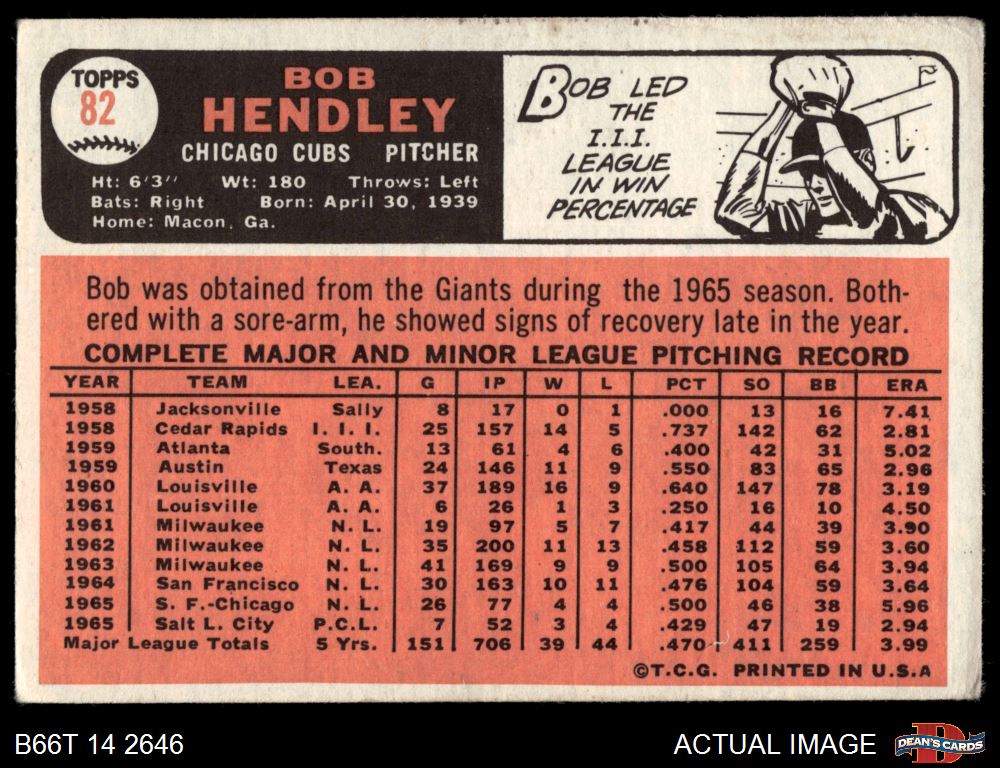 TOPPS
82
BOB
HENDLEY
CHICAGO CUBS PITCHER
Ht: 6'3" Wt: 180 Throws: Left
Bats: Right Born: April 30, 1939
Home: Macon, Ga.
BOB LED
THE
I.I.I.
LEAGUE
IN WIN
PERCENTAGE
Bob was obtained from the Giants during the 1965 season. Both-
ered with a sore-arm, he showed signs of recovery late in the year.
COMPLETE MAJOR AND MINOR LEAGUE PITCHING RECORD
YEAR TEAM LEA. G IP W L PCT SO BB ERA
1958 Jacksonville Sally 8 17 0 1 .000 13 16 7.41
1958 Cedar Rapids I. I. I. 25 157 14 5 .737 142 62 2.81
1959 Atlanta South. 13 61 4 6 .400 42 31 5.02
1959 Austin Texas 24 146 11 9 .550 83 65 2.96
1960 Louisville A. A. 37 189 16 9 .640 147 78 3.19
1961 Louisville A. A. 6 26 1 3 .250 16 10 4.50
1961 Milwaukee N. L. 19 97 5 7 .417 44 39 3.90
1962 Milwaukee N. L. 35 200 11 13 .458 112 59 3.60
1963 Milwaukee N. L. 41 169 9 9 .500 105 64 3.94
1964 San Francisco N. L. 30 163 10 11 .476 104 59 3.64
1965 S. F.-Chicago N. L. 26 77 4 4 .500 46 38 5.96
1965 Salt L. City P.C.L. 7 52 3 4 .429 47 19 2.94
Major League Totals 5 Yrs. 151 706 39 44 .470 411 259 3.99
©T.C.G. PRINTED IN U.S.A
B66T 14 2646
ACTUAL IMAGE
D
DEAN'S CARDS